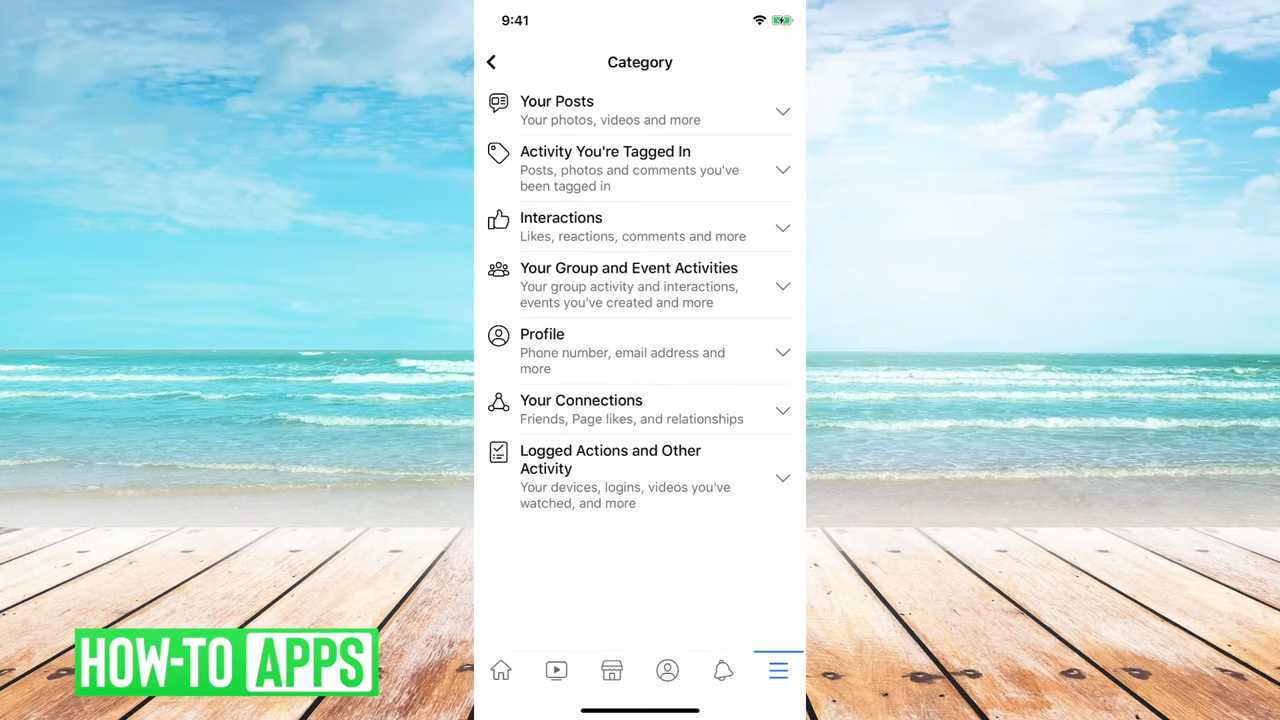 9:41
Category
Your Posts
Your photos, videos and more
Activity You're Tagged In
Posts, photos and comments you've
been tagged in
Interactions
Likes, reactions, comments and more
Your Group and Event Activities
Your group activity and interactions,
events you've created and more
Profile
Phone number, email address and
more
Your Connections
Friends, Page likes, and relationships
Logged Actions and Other
Activity
Your devices, logins, videos you've
watched, and more
HOW-TO APPS